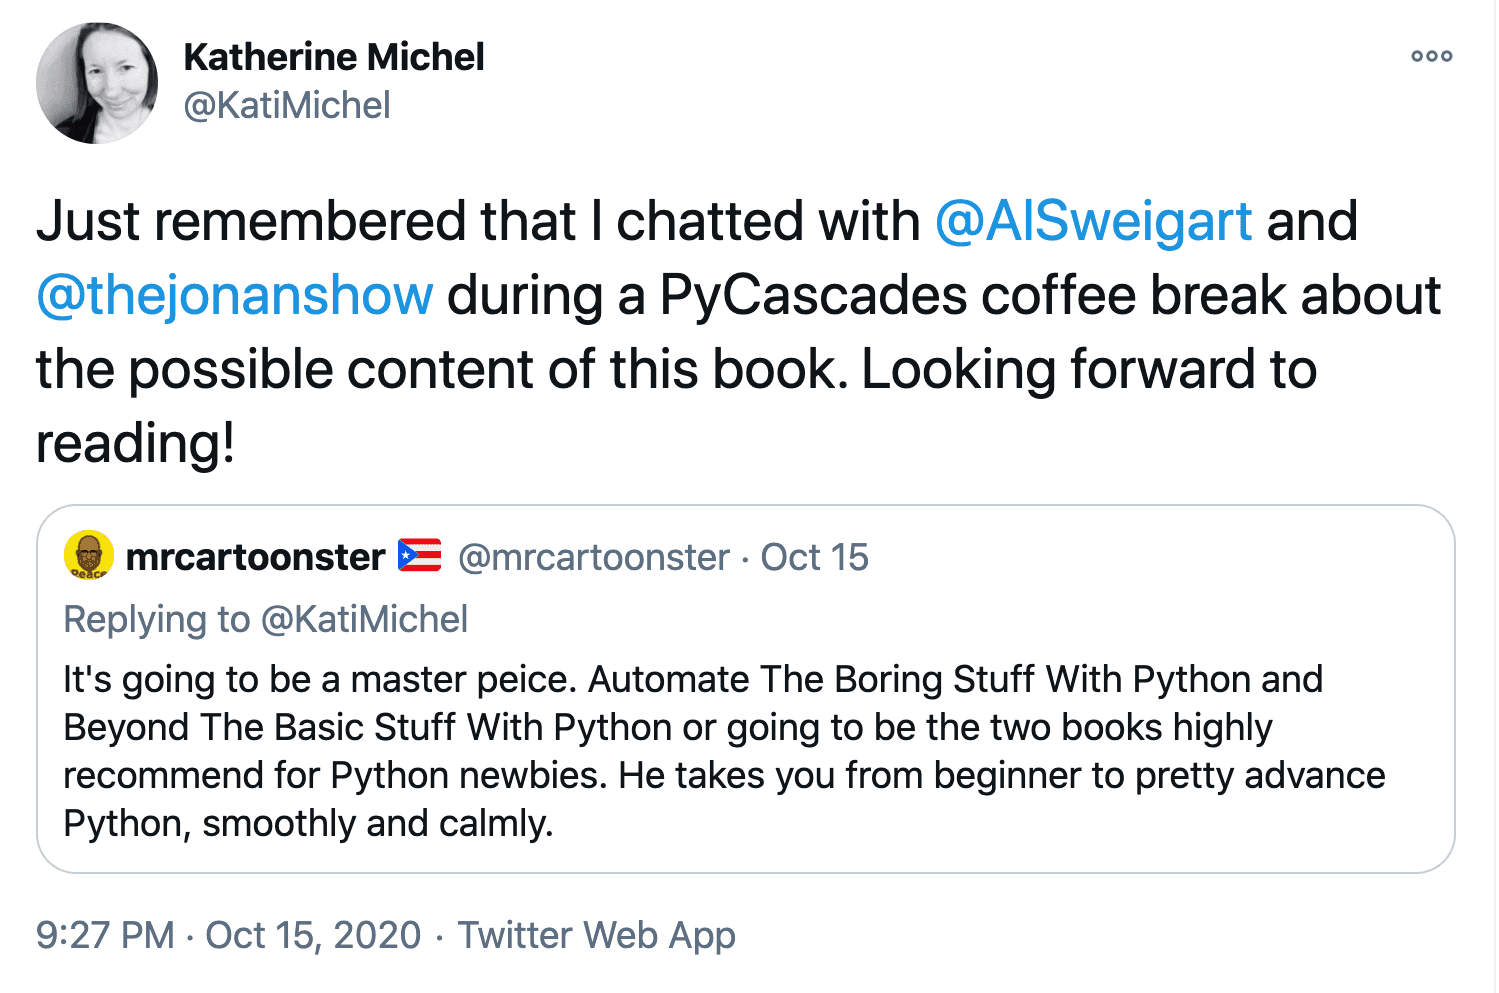 Katherine Michel
@KatiMichel
Just remembered that I chatted with @AlSweigart and
@thejonanshow during a PyCascades coffee break about
the possible content of this book. Looking forward to
reading!
mrcartoonster 🇵🇷 @mrcartoonster · Oct 15
peace
Replying to @KatiMichel
It's going to be a master peice. Automate The Boring Stuff With Python and
Beyond The Basic Stuff With Python or going to be the two books highly
recommend for Python newbies. He takes you from beginner to pretty advance
Python, smoothly and calmly.
9:27 PM · Oct 15, 2020 · Twitter Web App